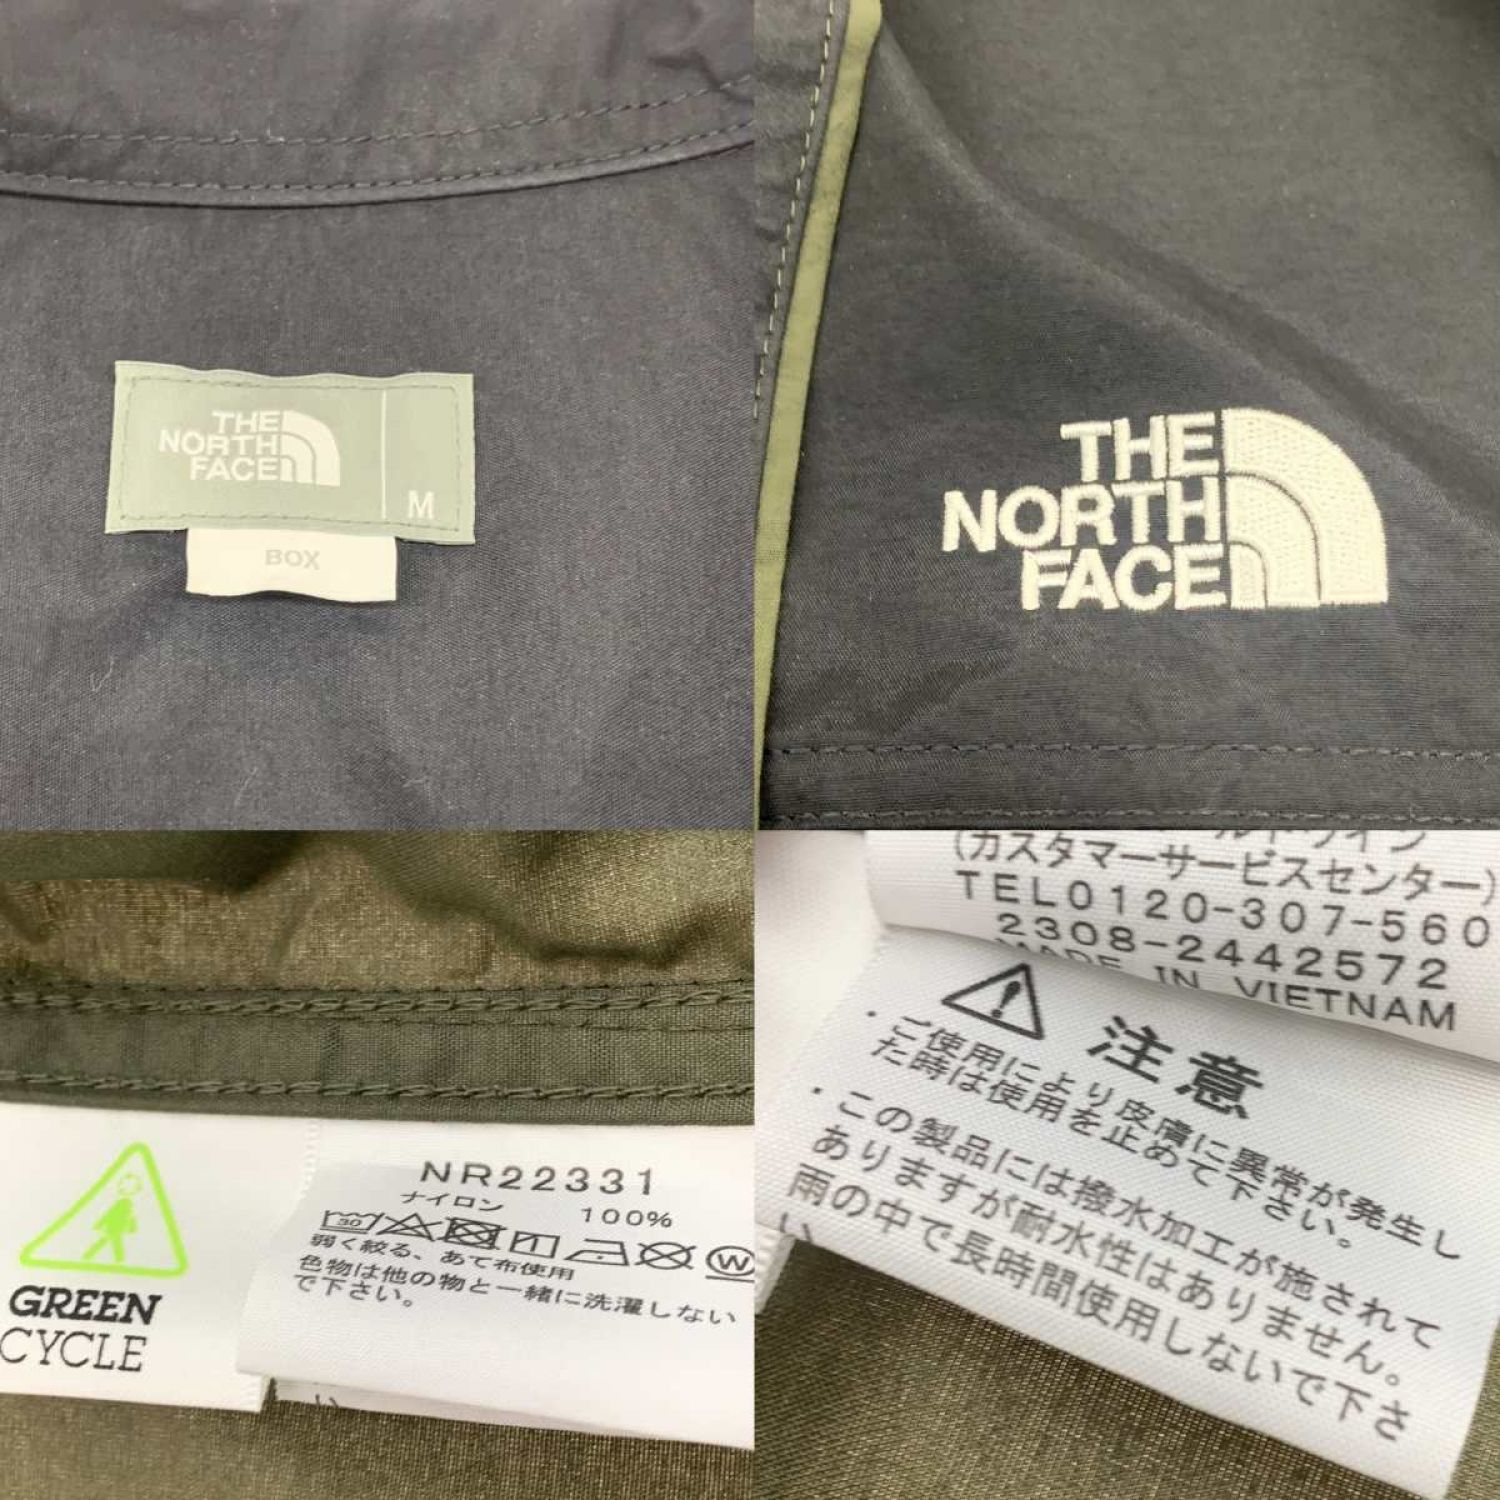 THE
NORTH
FACE
M
BOX
THE
NORTH
FACE
GREEN
CYCLE
NR22331
ナイロン 100%
30
W
弱く絞る、あて布使用
色物は他の物と一緒に洗濯しない
で下さい。
(カスタマーサービスセンター)
TEL0120-307-560
2308-2442572
MADE IN VIETNAM
注意
・ご使用により皮膚に異常が発生し
た時は使用を止めて下さい。
・この製品には撥水加工が施されて
ありますが耐水性はありません。
雨の中で長時間使用しないで下さ
い。